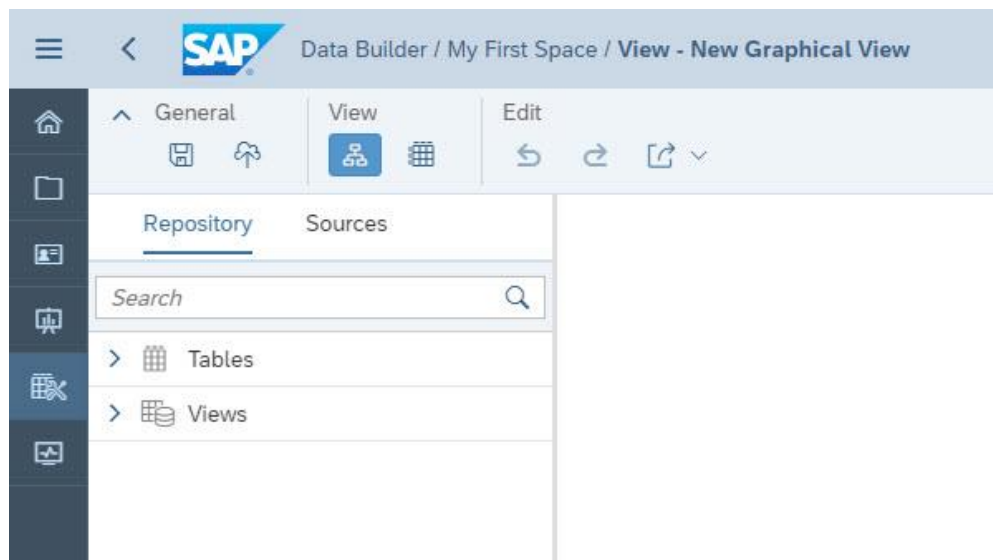 SAP
Data Builder / My First Space / View - New Graphical View
General
View
Edit
Repository
Sources
Search
Tables
Views